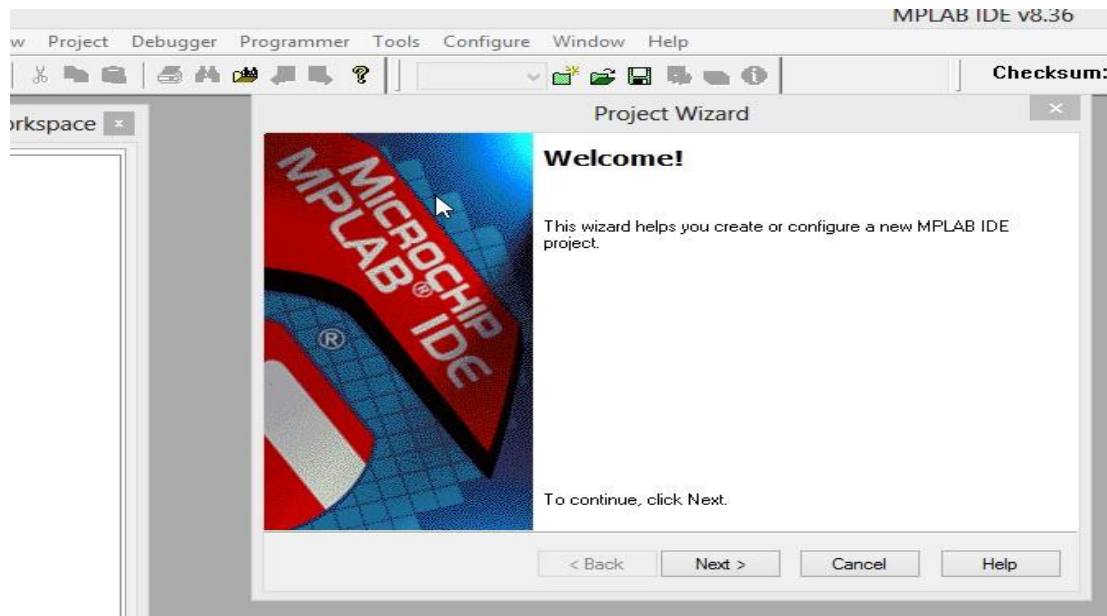 MPLAB IDE v8.36
w Project Debugger Programmer Tools Configure Window Help
Checksum:
orkspace
Project Wizard
MICROCHIP
MPLAB® IDE
®
Welcome!
This wizard helps you create or configure a new MPLAB IDE
project.
To continue, click Next.
< Back Next > Cancel Help